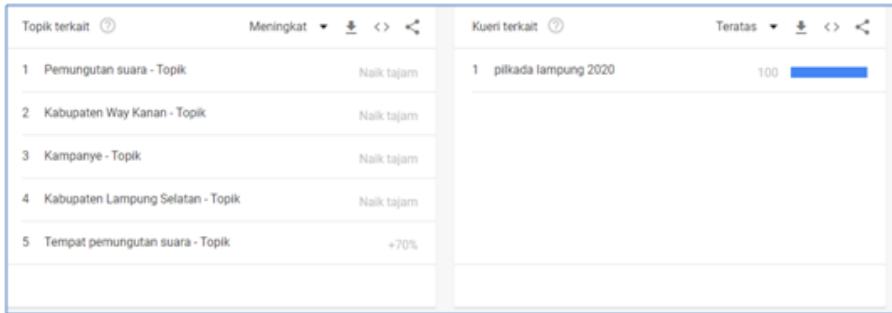 Topik terkait
Meningkat
1 Pemungutan suara - Topik Naik tajam
2 Kabupaten Way Kanan - Topik Naik tajam
3 Kampanye - Topik Naik tajam
4 Kabupaten Lampung Selatan - Topik Naik tajam
5 Tempat pemungutan suara - Topik +70%
Kueri terkait
Teratas
1 pilkada lampung 2020 100